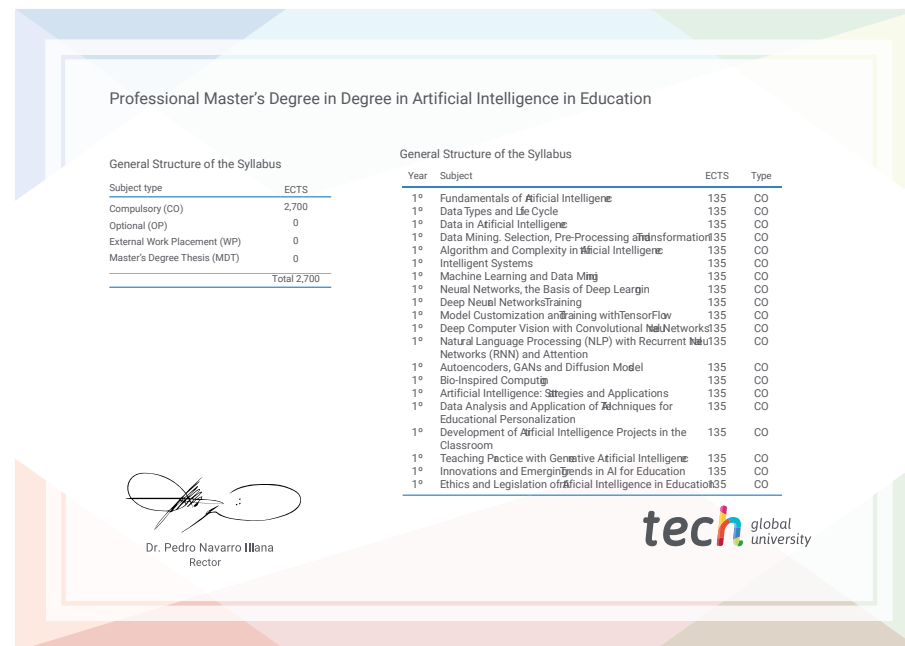 Professional Master's Degree in Degree in Artificial Intelligence in Education
General Structure of the Syllabus
Subject type ECTS
Compulsory (CO) 2,700
Optional (OP) 0
External Work Placement (WP) 0
Master's Degree Thesis (MDT) 0
Total 2,700
General Structure of the Syllabus
Year Subject ECTS Type
1º Fundamentals of Artificial Intelligence 135 CO
1º Data Types and Life Cycle 135 CO
1º Data in Artificial Intelligence 135 CO
1º Data Mining. Selection, Pre-Processing and Transformation 135 CO
1º Algorithm and Complexity in Artificial Intelligence 135 CO
1º Intelligent Systems 135 CO
1º Machine Learning and Data Mining 135 CO
1º Neural Networks, the Basis of Deep Learning 135 CO
1º Deep Neural Networks Training 135 CO
1º Model Customization and Training with TensorFlow 135 CO
1º Deep Computer Vision with Convolutional Neural Networks 135 CO
1º Natural Language Processing (NLP) with Recurrent Neural 135 CO
Networks (RNN) and Attention
1º Autoencoders, GANs and Diffusion Models 135 CO
1º Bio-Inspired Computing 135 CO
1º Artificial Intelligence: Strategies and Applications 135 CO
1º Data Analysis and Application of AI Techniques for 135 CO
Educational Personalization
1º Development of Artificial Intelligence Projects in the 135 CO
Classroom
1º Teaching Practice with Generative Artificial Intelligence 135 CO
1º Innovations and Emerging Trends in AI for Education 135 CO
1º Ethics and Legislation of Artificial Intelligence in Education 135 CO
Dr. Pedro Navarro Illana
Rector
tech global
university